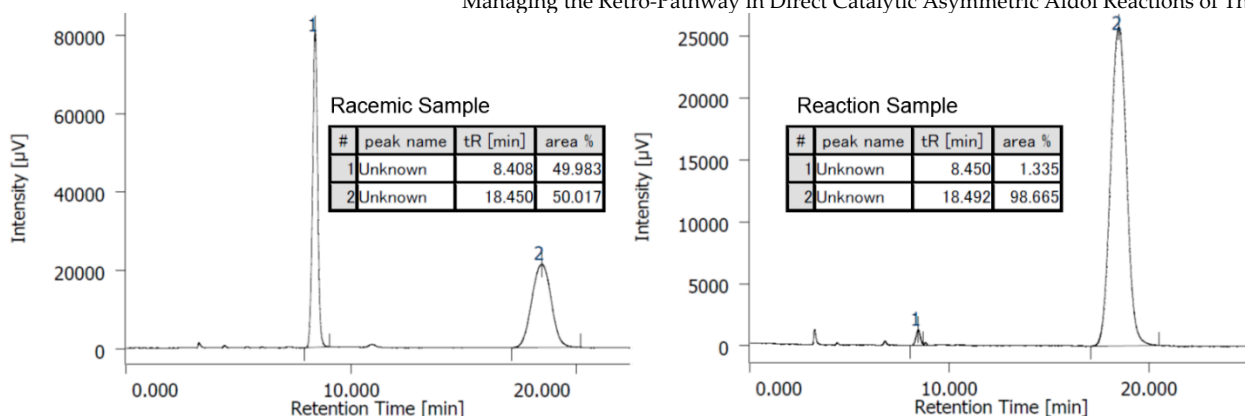 Managing the Retro-Pathway in Direct Catalytic Asymmetric Aldol Reactions of
1
80000
60000
40000
20000
0
Intensity [µV]
Racemic Sample
# peak name tR [min] area %
1 Unknown 8.408 49.983
2 Unknown 18.450 50.017
2
0.000 10.000 20.000
Retention Time [min]
2
25000
20000
15000
10000
5000
0
Intensity [µV]
Reaction Sample
# peak name tR [min] area %
1 Unknown 8.450 1.335
2 Unknown 18.492 98.665
1
0.000 10.000 20.000
Retention Time [min]